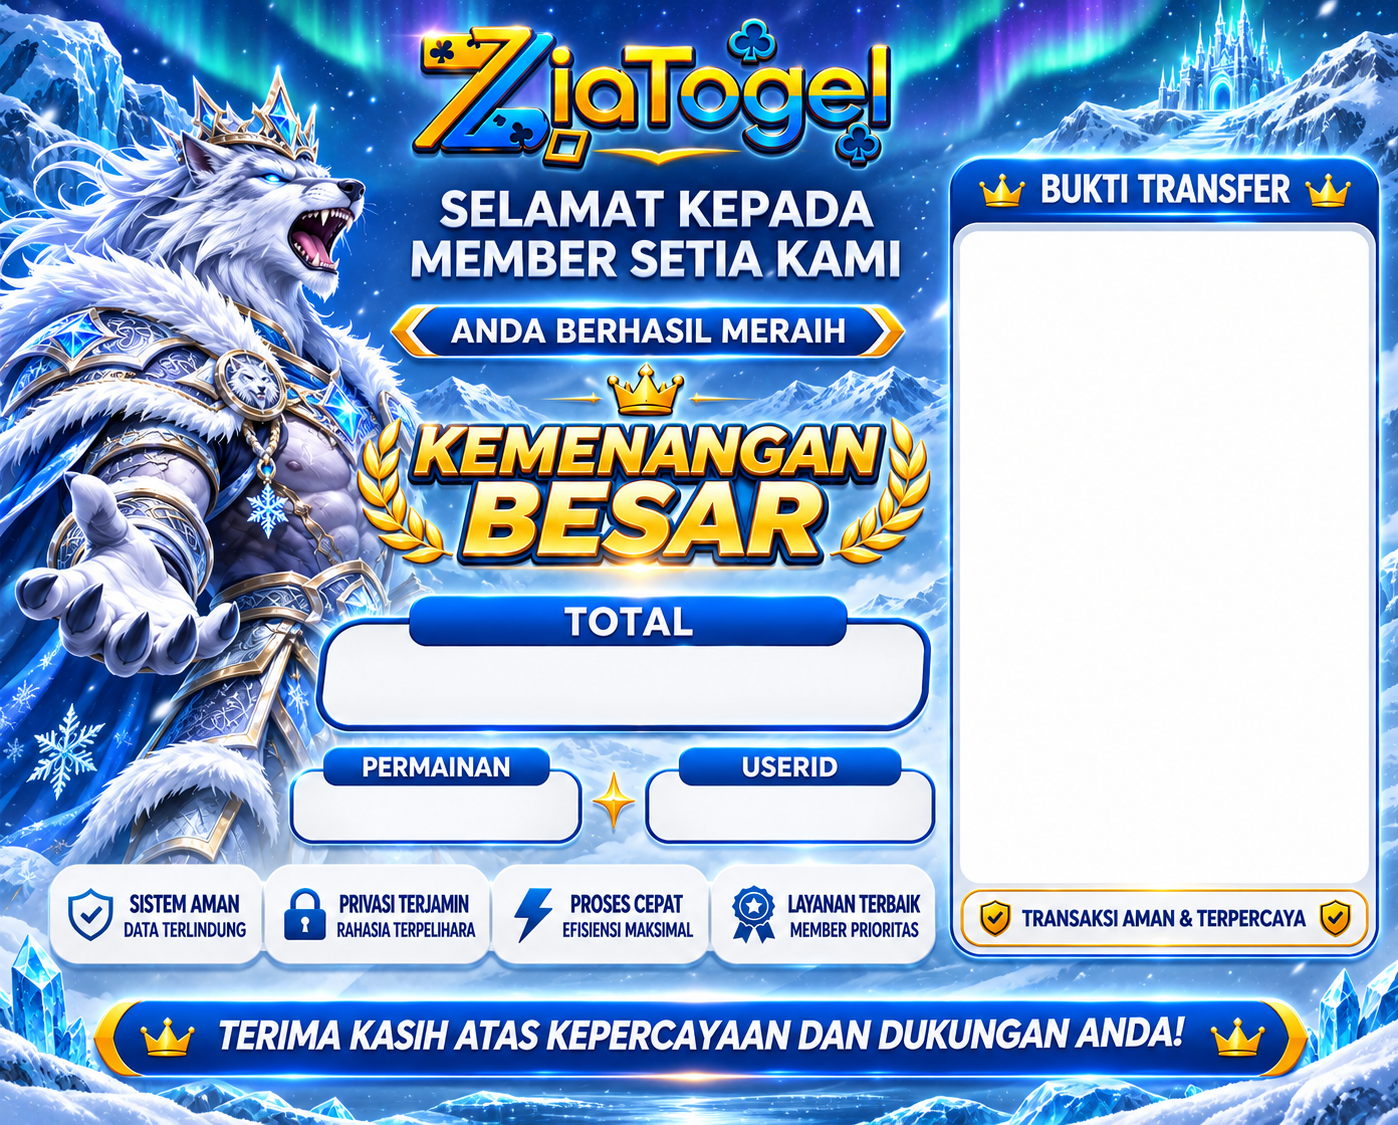 ZiaTogel
SELAMAT KEPADA
MEMBER SETIA KAMI
ANDA BERHASIL MERAIH
KEMENANGAN
BESAR
TOTAL
PERMAINAN
USERID
BUKTI TRANSFER
TRANSAKSI AMAN & TERPERCAYA
SISTEM AMAN
DATA TERLINDUNG
PRIVASI TERJAMIN
RAHASIA TERPELIHARA
PROSES CEPAT
EFISIENSI MAKSIMAL
LAYANAN TERBAIK
MEMBER PRIORITAS
TERIMA KASIH ATAS KEPERCAYAAN DAN DUKUNGAN ANDA!